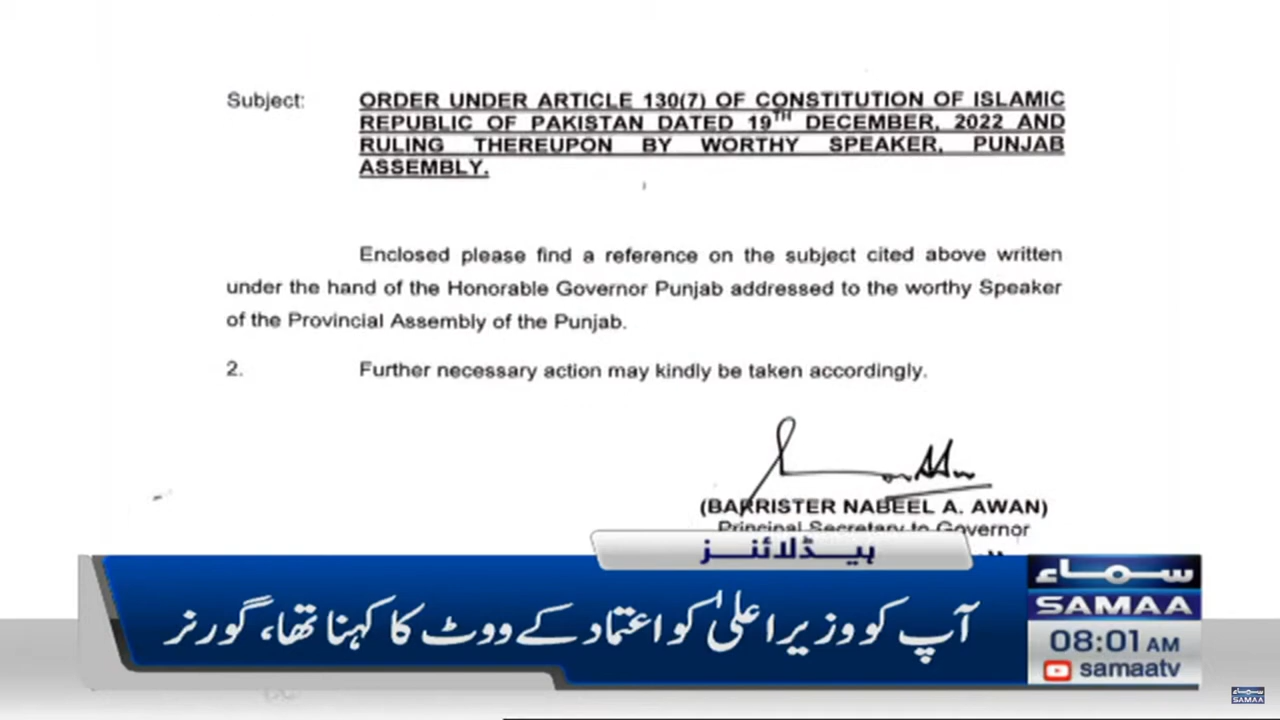 Subject: ORDER UNDER ARTICLE 130(7) OF CONSTITUTION OF ISLAMIC
REPUBLIC OF PAKISTAN DATED 19TH DECEMBER, 2022 AND
RULING THEREUPON BY WORTHY SPEAKER, PUNJAB
ASSEMBLY.
Enclosed please find a reference on the subject cited above written
under the hand of the Honorable Governor Punjab addressed to the worthy Speaker
of the Provincial Assembly of the Punjab.
2. Further necessary action may kindly be taken accordingly.
(BARRISTER NABEEL A. AWAN)
Principal Secretary to Governor
ہیڈلائنز
آپ کو وزیراعلیٰ کو اعتماد کے ووٹ کا کہنا تھا، گورنر
سماء
SAMAA
08:01 AM
samaatv
سماء
SAMAA